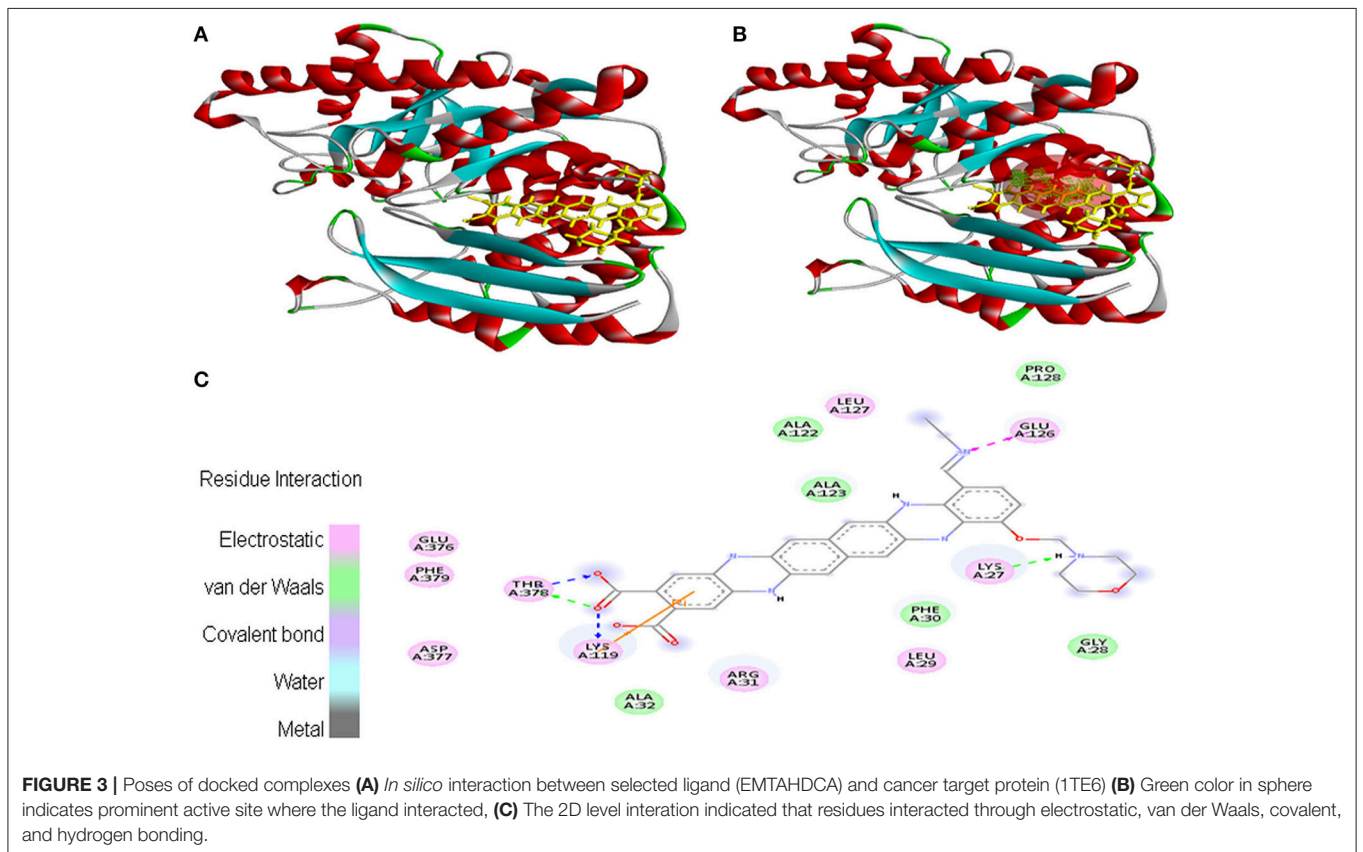 A
B
C
PRO
A:128
LEU
A:127
GLU
A:126
ALA
A:122
ALA
A:123
Residue Interaction
Electrostatic
van der Waals
Covalent bond
Water
Metal
GLU
A:376
PHE
A:379
THR
A:378
ASP
A:377
LYS
A:119
ALA
A:32
ARG
A:31
LEU
A:29
PHE
A:30
LYS
A:27
GLY
A:28
H
N
N
N
N
H
N
O
H
N
O
O
O
O
O
N
H
FIGURE 3 | Poses of docked complexes (A) In silico interaction between selected ligand (EMTAHDCA) and cancer target protein (1TE6) (B) Green color in sphere
indicates prominent active site where the ligand interacted, (C) The 2D level interation indicated that residues interacted through electrostatic, van der Waals, covalent,
and hydrogen bonding.